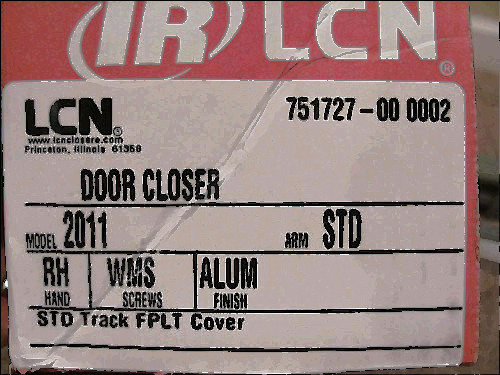 IR LCN®
LCN®
751727-00 0002
www.lcnclosers.com
Princeton, Illinois 61356
DOOR CLOSER
MODEL 2011 ARM STD
RH WMS ALUM
HAND SCREWS FINISH
STD Track FPLT Cover